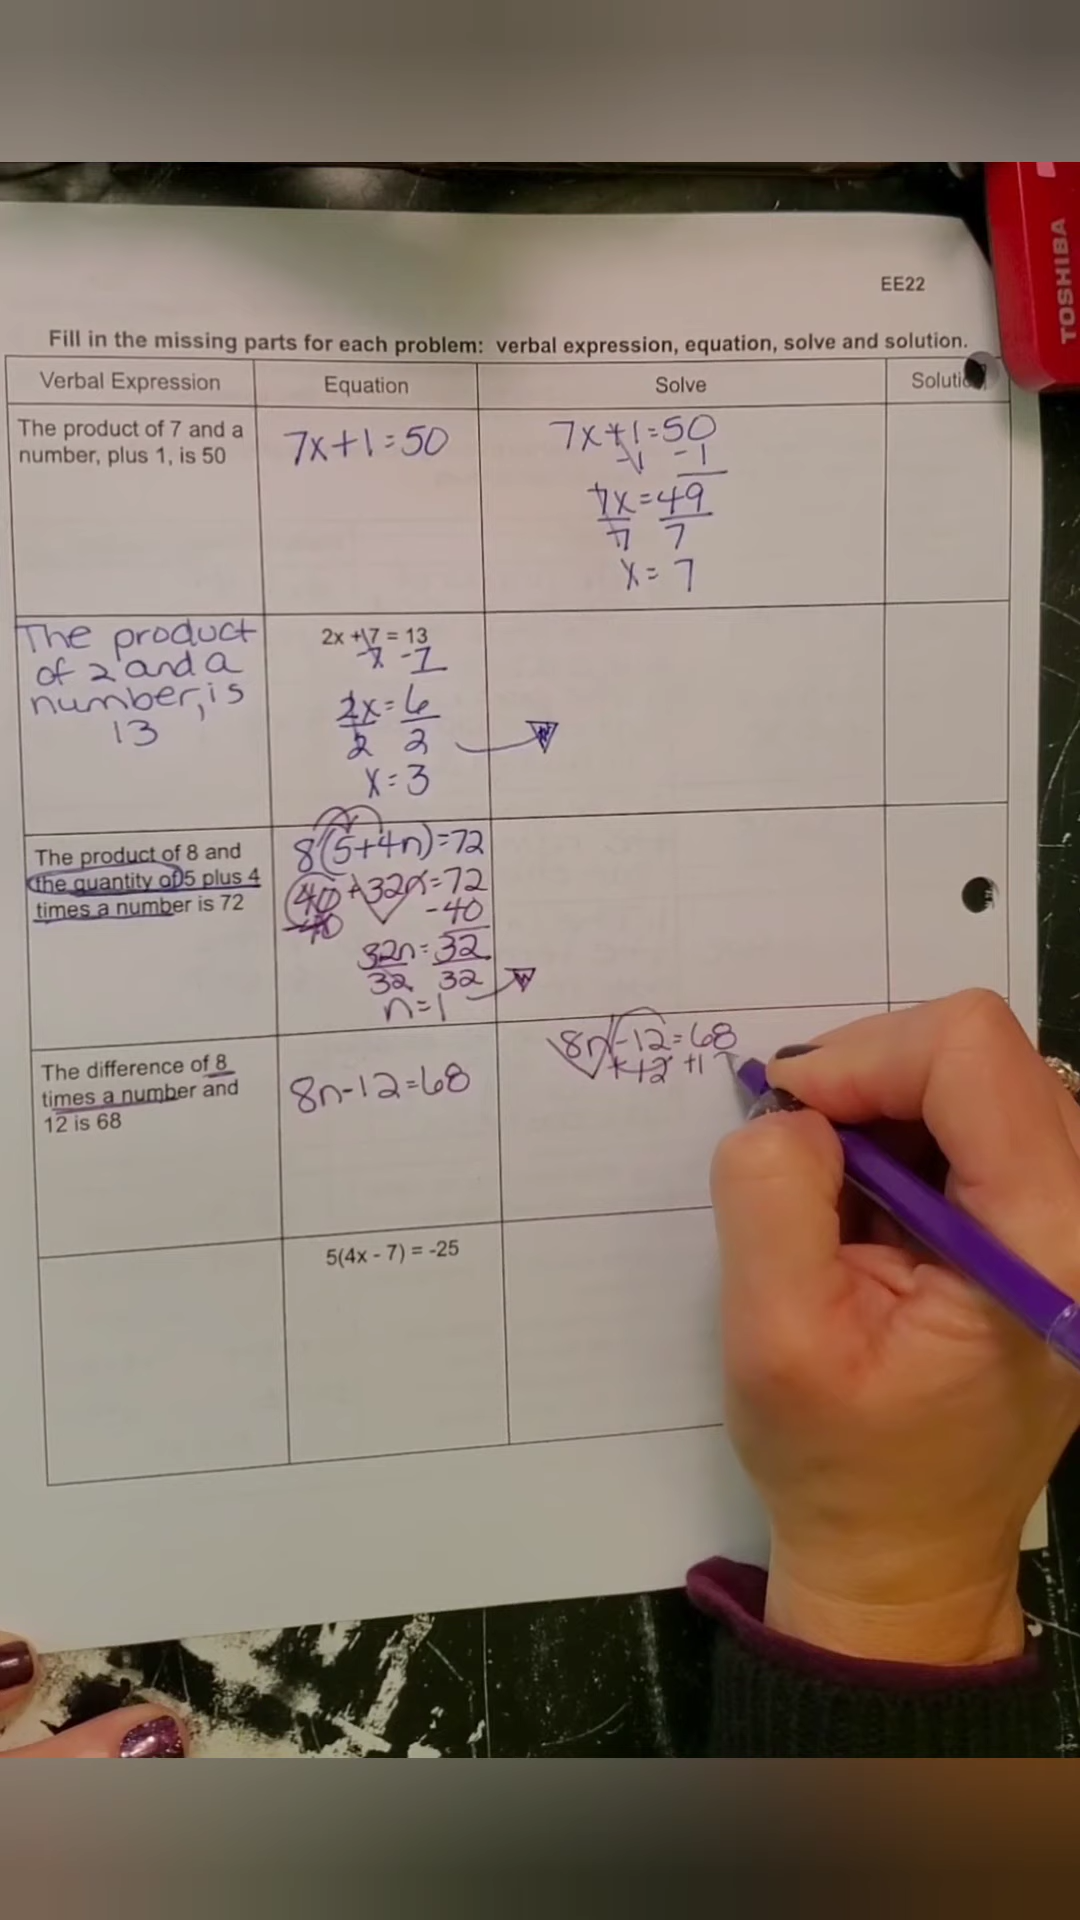 TOSHIBA
EE22
Fill in the missing parts for each problem: verbal expression, equation, solve and solution.
Verbal Expression
Equation
Solve
The product of 7 and a
number, plus 1, is 50
7x+1=50
7x+1=50
-1 -1
7x=49
7 7
x=7
The product
of 2 and a
number, is
13
2x + 7 = 13
-7 -7
2x=6
2 2
x=3
The product of 8 and
the quantity of 5 plus 4
times a number is 72
8(5+4n)=72
40+32n=72
-40 -40
32n=32
32 32
n=1
The difference of 8
times a number and
12 is 68
8n-12=68
8n-12=68
+12 +1
5(4x - 7) = -25